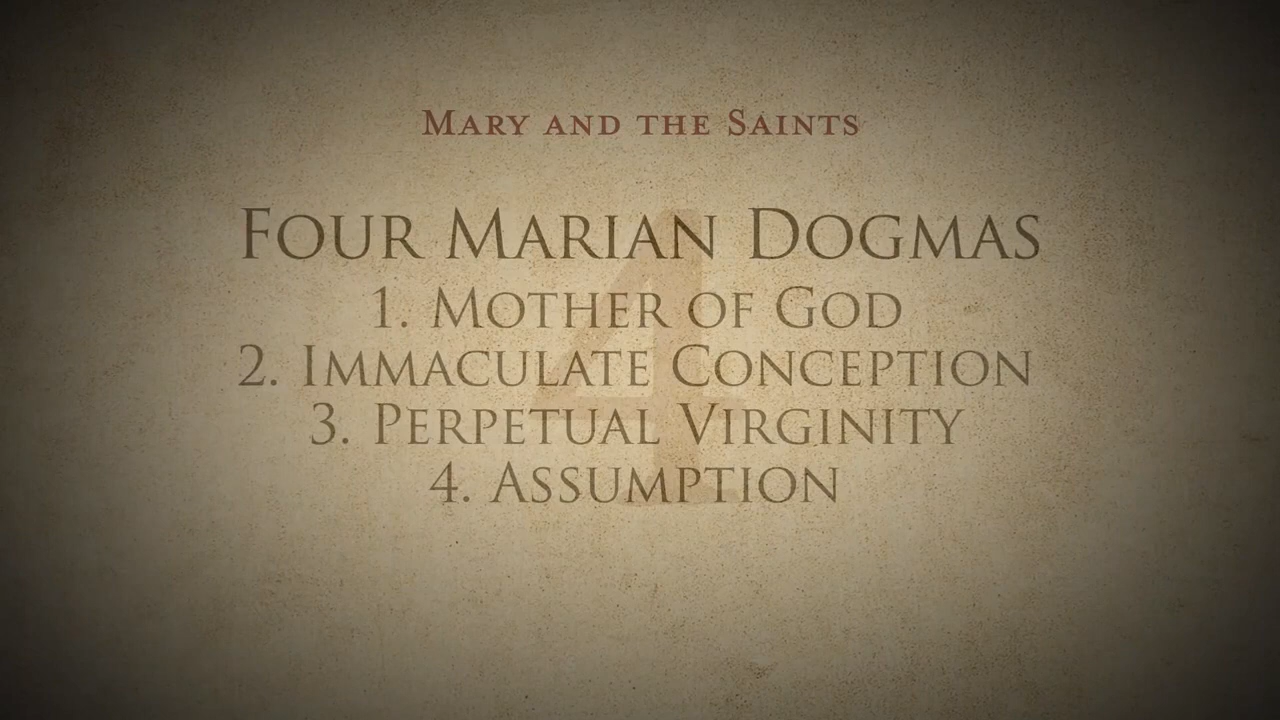 Mary and the Saints
Four Marian Dogmas
1. Mother of God
2. Immaculate Conception
3. Perpetual Virginity
4. Assumption
4